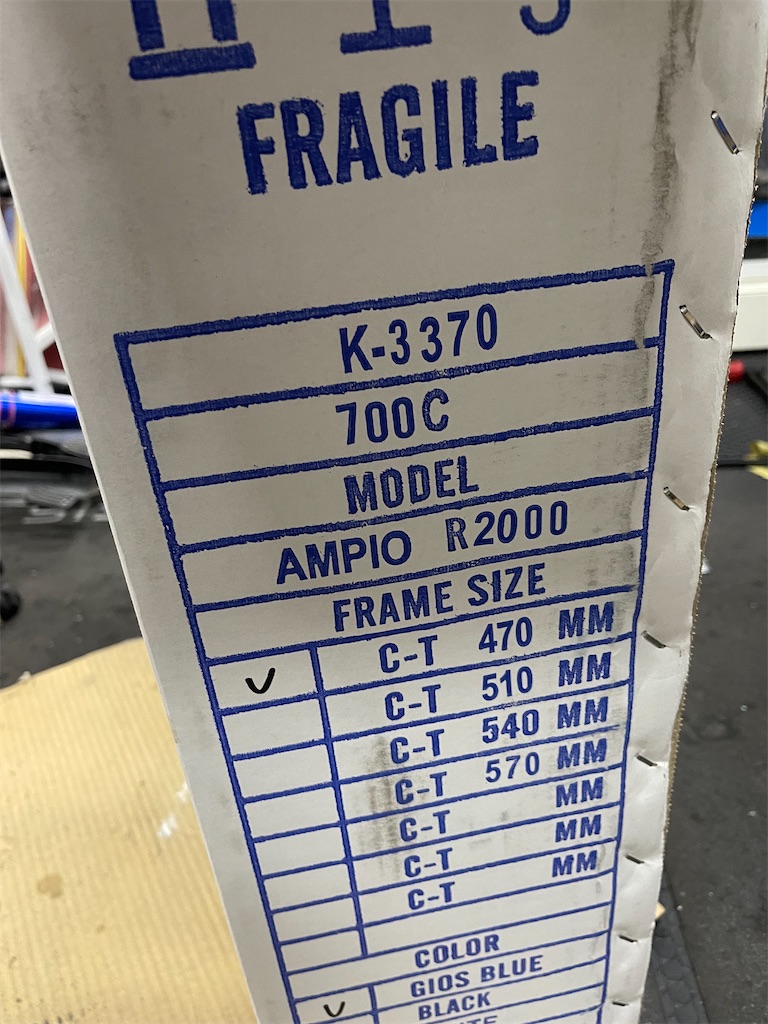 FRAGILE
K-3370
700C
MODEL
AMPIO R2000
FRAME SIZE
V C-T 470 MM
C-T 510 MM
C-T 540 MM
C-T 570 MM
C-T MM
C-T MM
C-T MM
COLOR
V GIOS BLUE
BLACK